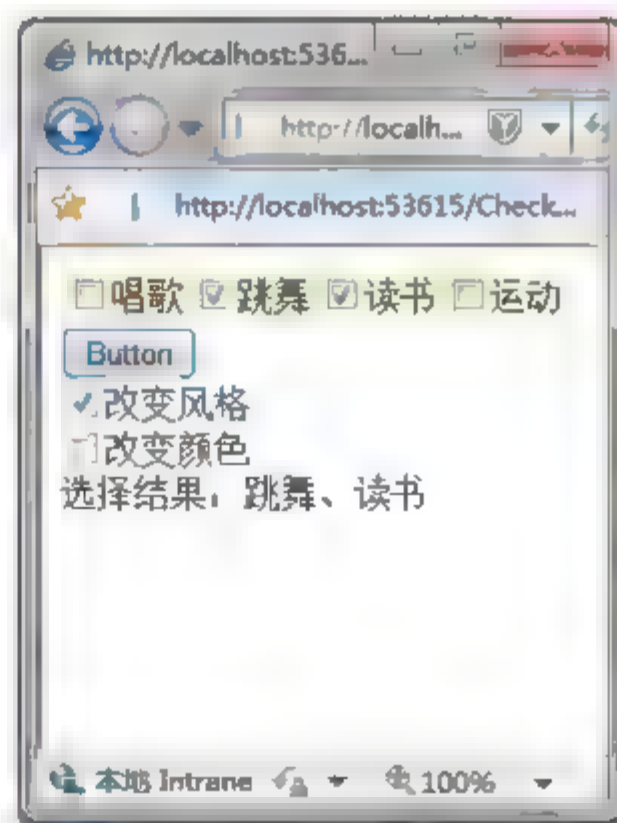 http://localhost:536...
http://localh...
http://localhost:53615/Check...
唱歌 跳舞 读书 运动
Button
改变风格
改变颜色
选择结果：跳舞、读书
本地 Intrane 100%